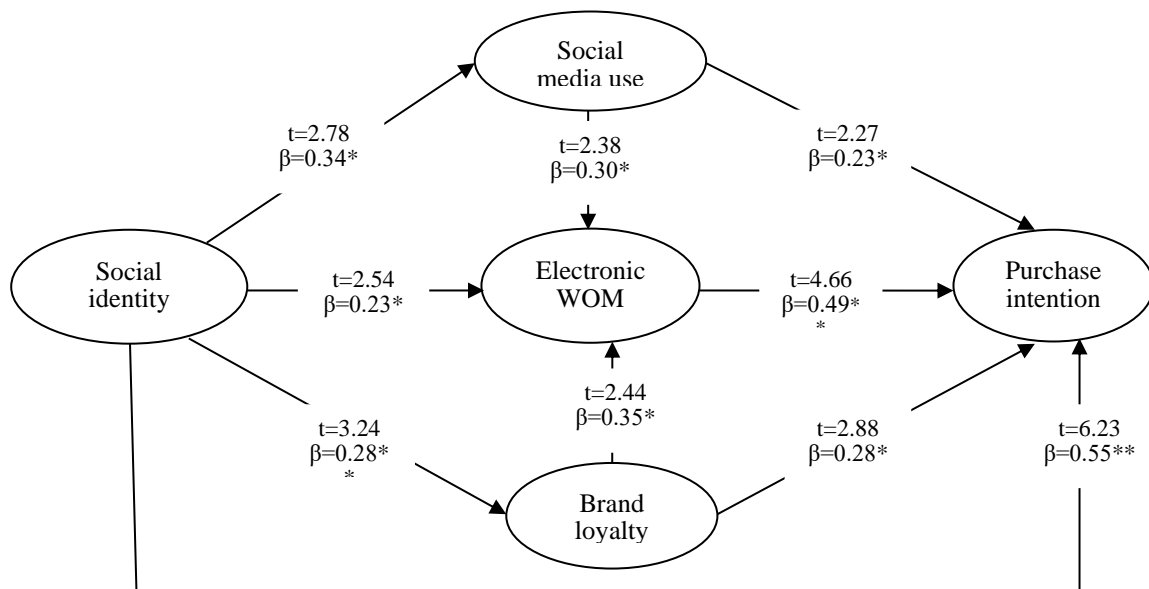 Social
media use
t=2.78
β=0.34*
t=2.38
β=0.30*
t=2.27
β=0.23*
Social
identity
t=2.54
β=0.23*
Electronic
WOM
t=4.66
β=0.49*
*
Purchase
intention
t=3.24
β=0.28*
*
t=2.44
β=0.35*
t=2.88
β=0.28*
t=6.23
β=0.55**
Brand
loyalty